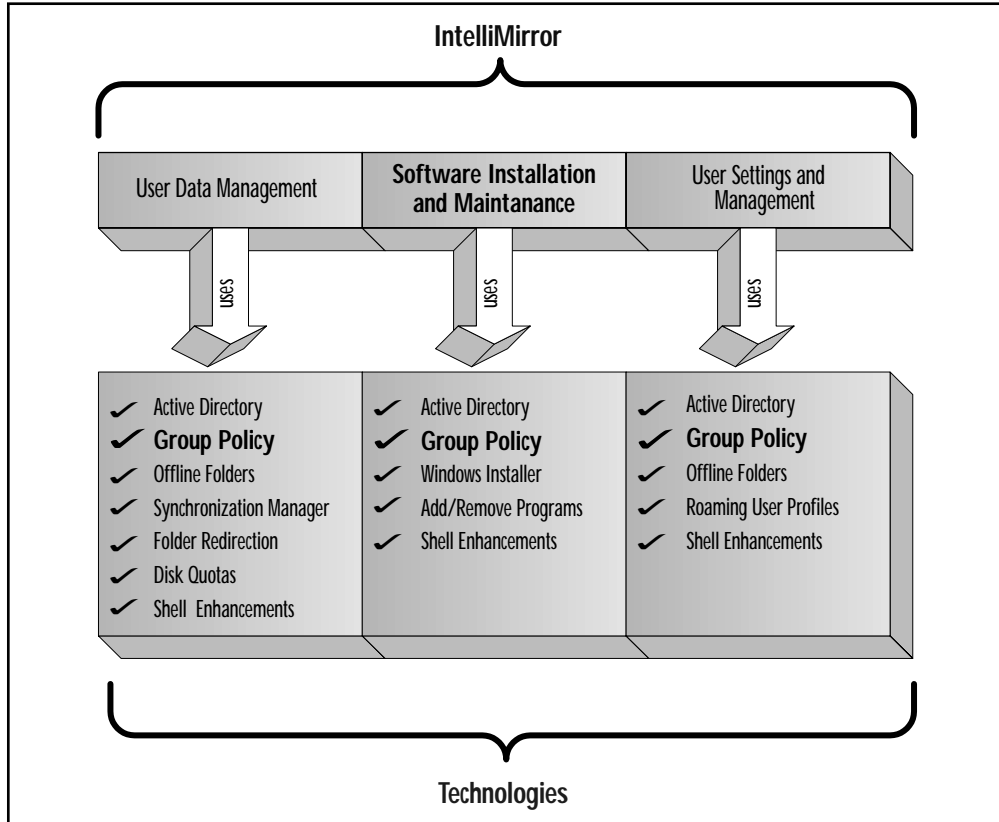 IntelliMirror
User Data Management
Software Installation
and Maintanance
User Settings and
Management
uses
uses
uses
Active Directory
Group Policy
Offline Folders
Synchronization Manager
Folder Redirection
Disk Quotas
Shell Enhancements
Active Directory
Group Policy
Windows Installer
Add/Remove Programs
Shell Enhancements
Active Directory
Group Policy
Offline Folders
Roaming User Profiles
Shell Enhancements
Technologies